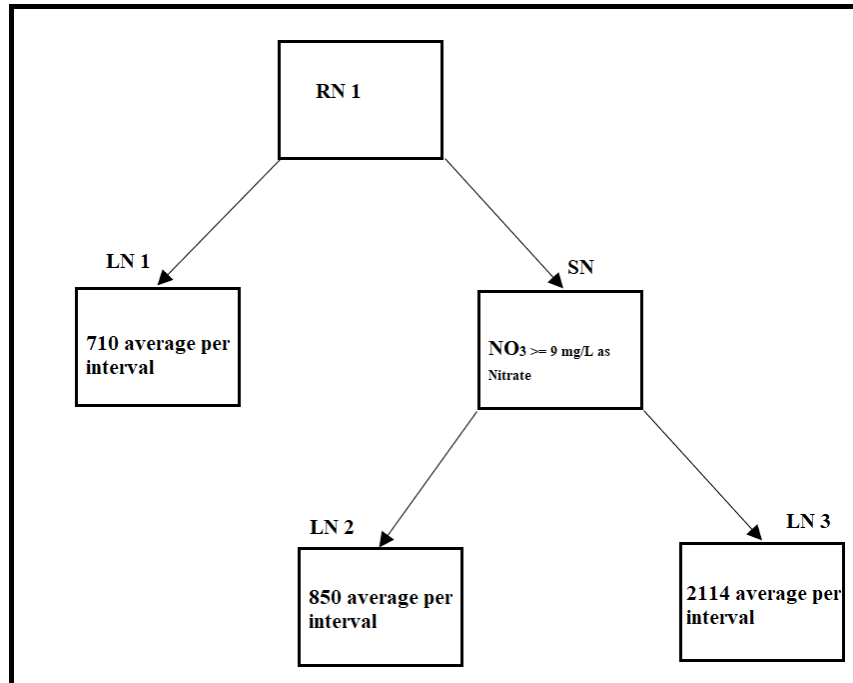 RN 1
LN 1
SN
710 average per
interval
NO3 >= 9 mg/L as
Nitrate
LN 2
LN 3
850 average per
interval
2114 average per
interval